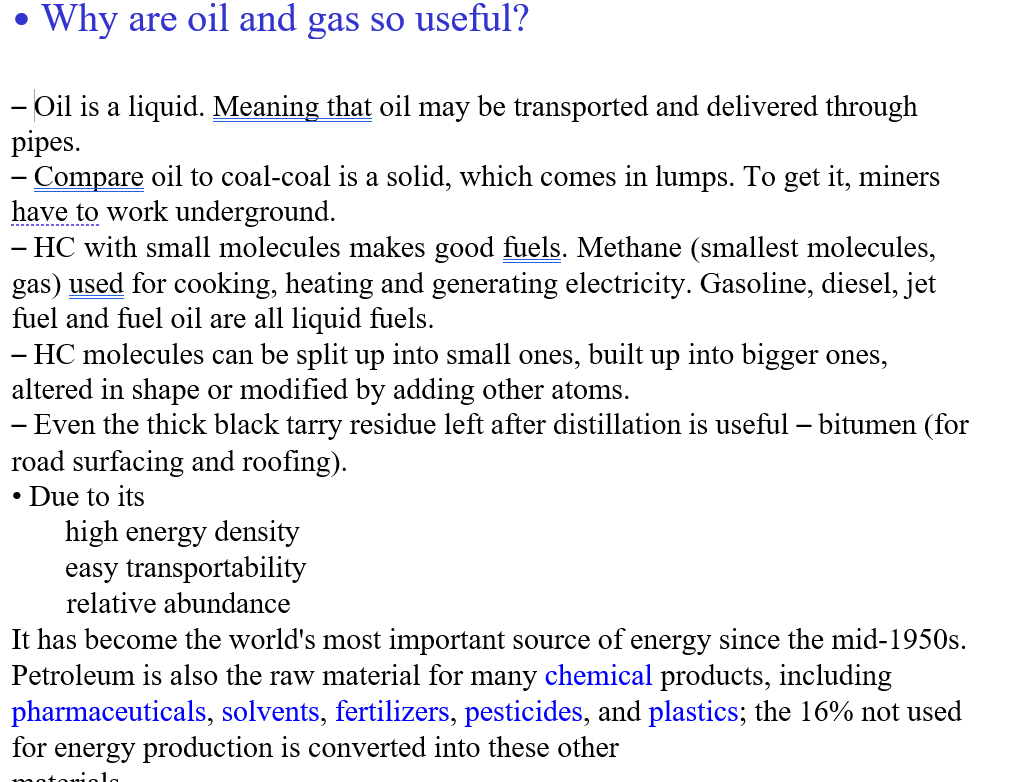 • Why are oil and gas so useful?
– Oil is a liquid. Meaning that oil may be transported and delivered through
pipes.
– Compare oil to coal-coal is a solid, which comes in lumps. To get it, miners
have to work underground.
– HC with small molecules makes good fuels. Methane (smallest molecules,
gas) used for cooking, heating and generating electricity. Gasoline, diesel, jet
fuel and fuel oil are all liquid fuels.
– HC molecules can be split up into small ones, built up into bigger ones,
altered in shape or modified by adding other atoms.
– Even the thick black tarry residue left after distillation is useful – bitumen (for
road surfacing and roofing).
• Due to its
high energy density
easy transportability
relative abundance
It has become the world's most important source of energy since the mid-1950s.
Petroleum is also the raw material for many chemical products, including
pharmaceuticals, solvents, fertilizers, pesticides, and plastics; the 16% not used
for energy production is converted into these other
materials